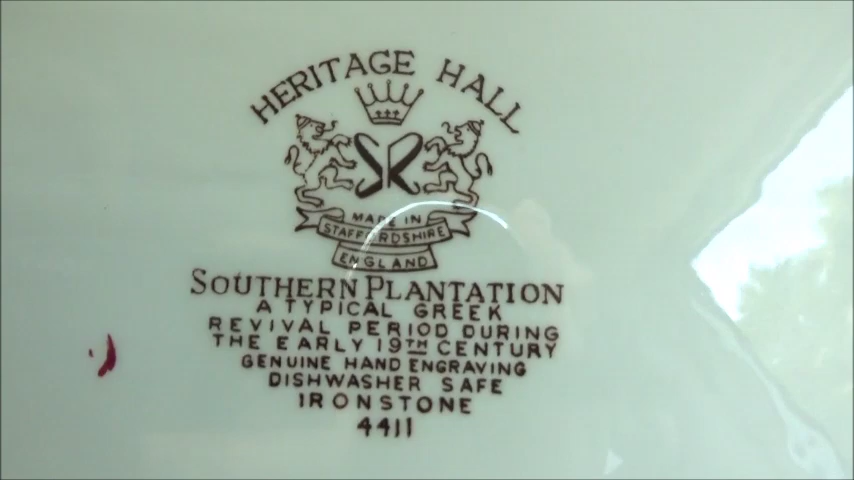 HERITAGE HALL
SR
MADE IN
STAFFORDSHIRE
ENGLAND
SOUTHERN PLANTATION
A TYPICAL GREEK
REVIVAL PERIOD DURING
THE EARLY 19TH CENTURY
GENUINE HAND ENGRAVING
DISHWASHER SAFE
IRONSTONE
4411